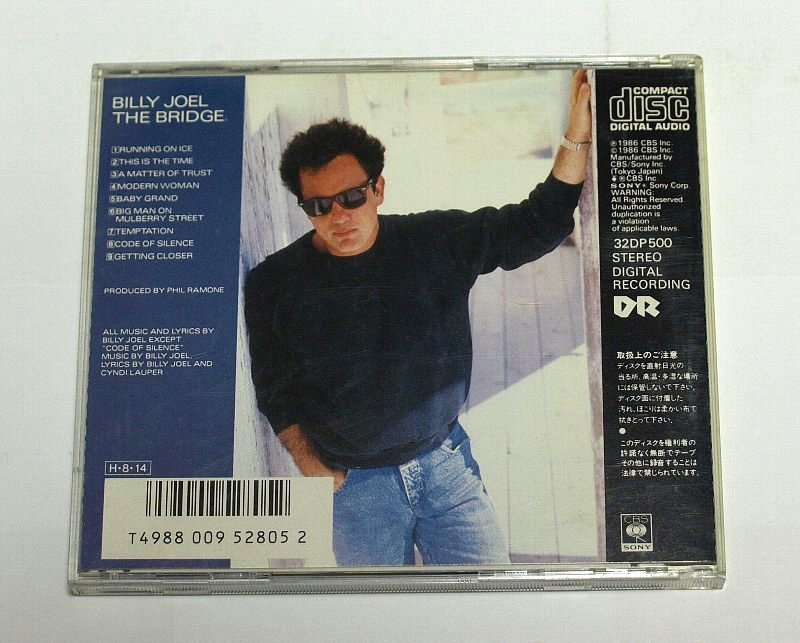 BILLY JOEL
THE BRIDGE
1 RUNNING ON ICE
2 THIS IS THE TIME
3 A MATTER OF TRUST
4 MODERN WOMAN
5 BABY GRAND
6 BIG MAN ON
MULBERRY STREET
7 TEMPTATION
8 CODE OF SILENCE
9 GETTING CLOSER
PRODUCED BY PHIL RAMONE
ALL MUSIC AND LYRICS BY
BILLY JOEL EXCEPT
"CODE OF SILENCE"
MUSIC BY BILLY JOEL,
LYRICS BY BILLY JOEL AND
CYNDI LAUPER
H·8·14
T4988 009 52805 2
COMPACT
disc
DIGITAL AUDIO
℗ 1986 CBS Inc.
© 1986 CBS Inc.
Manufactured by
CBS/Sony Inc.
(Tokyo Japan)
CBS Inc.
SONY® Sony Corp.
WARNING:
All Rights Reserved
Unauthorized
duplication is
a violation
of applicable laws.
32DP500
STEREO
DIGITAL
RECORDING
DR
取扱上のご注意
ディスクを直射日光の
当る所、高温・多湿な場所
には保管しないで下さい。
ディスク面に付着した
汚れ、ほこりは柔かい布で
拭きとって下さい。
●
このディスクを権利者の
許諾なく無断でテープ
その他に録音することは
法律で禁じられています。
CBS
SONY